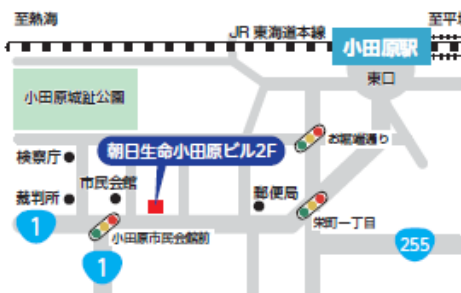 至熱海
JR 東海道本線
至平塚
小田原駅
東口
小田原城趾公園
お堀端通り
検察庁
朝日生命小田原ビル2F
市民会館
裁判所
郵便局
栄町一丁目
1
小田原市民会館前
255
1